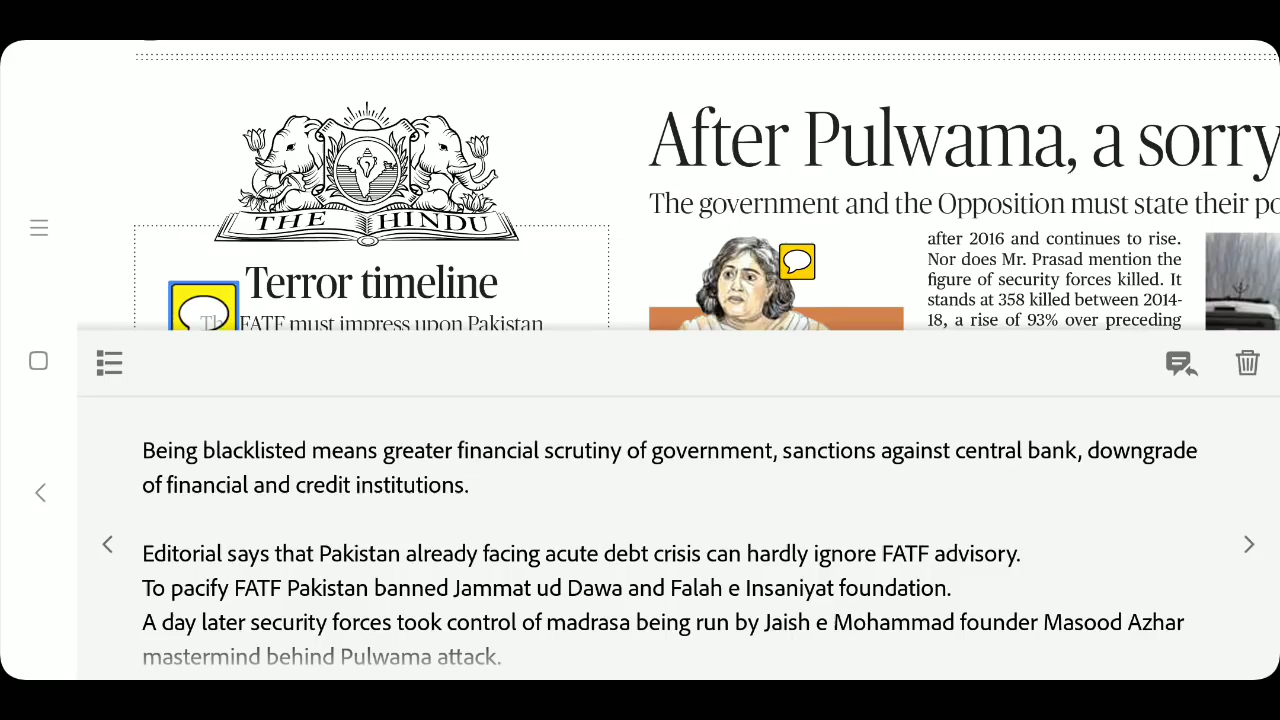 THE HINDU
After Pulwama, a sorry
The government and the Opposition must state their po
Terror timeline
The FATF must impress upon Pakistan
after 2016 and continues to rise.
Nor does Mr. Prasad mention the
figure of security forces killed. It
stands at 358 killed between 2014-
18, a rise of 93% over preceding
Being blacklisted means greater financial scrutiny of government, sanctions against central bank, downgrade
of financial and credit institutions.
Editorial says that Pakistan already facing acute debt crisis can hardly ignore FATF advisory.
To pacify FATF Pakistan banned Jammat ud Dawa and Falah e Insaniyat foundation.
A day later security forces took control of madrasa being run by Jaish e Mohammad founder Masood Azhar
mastermind behind Pulwama attack.